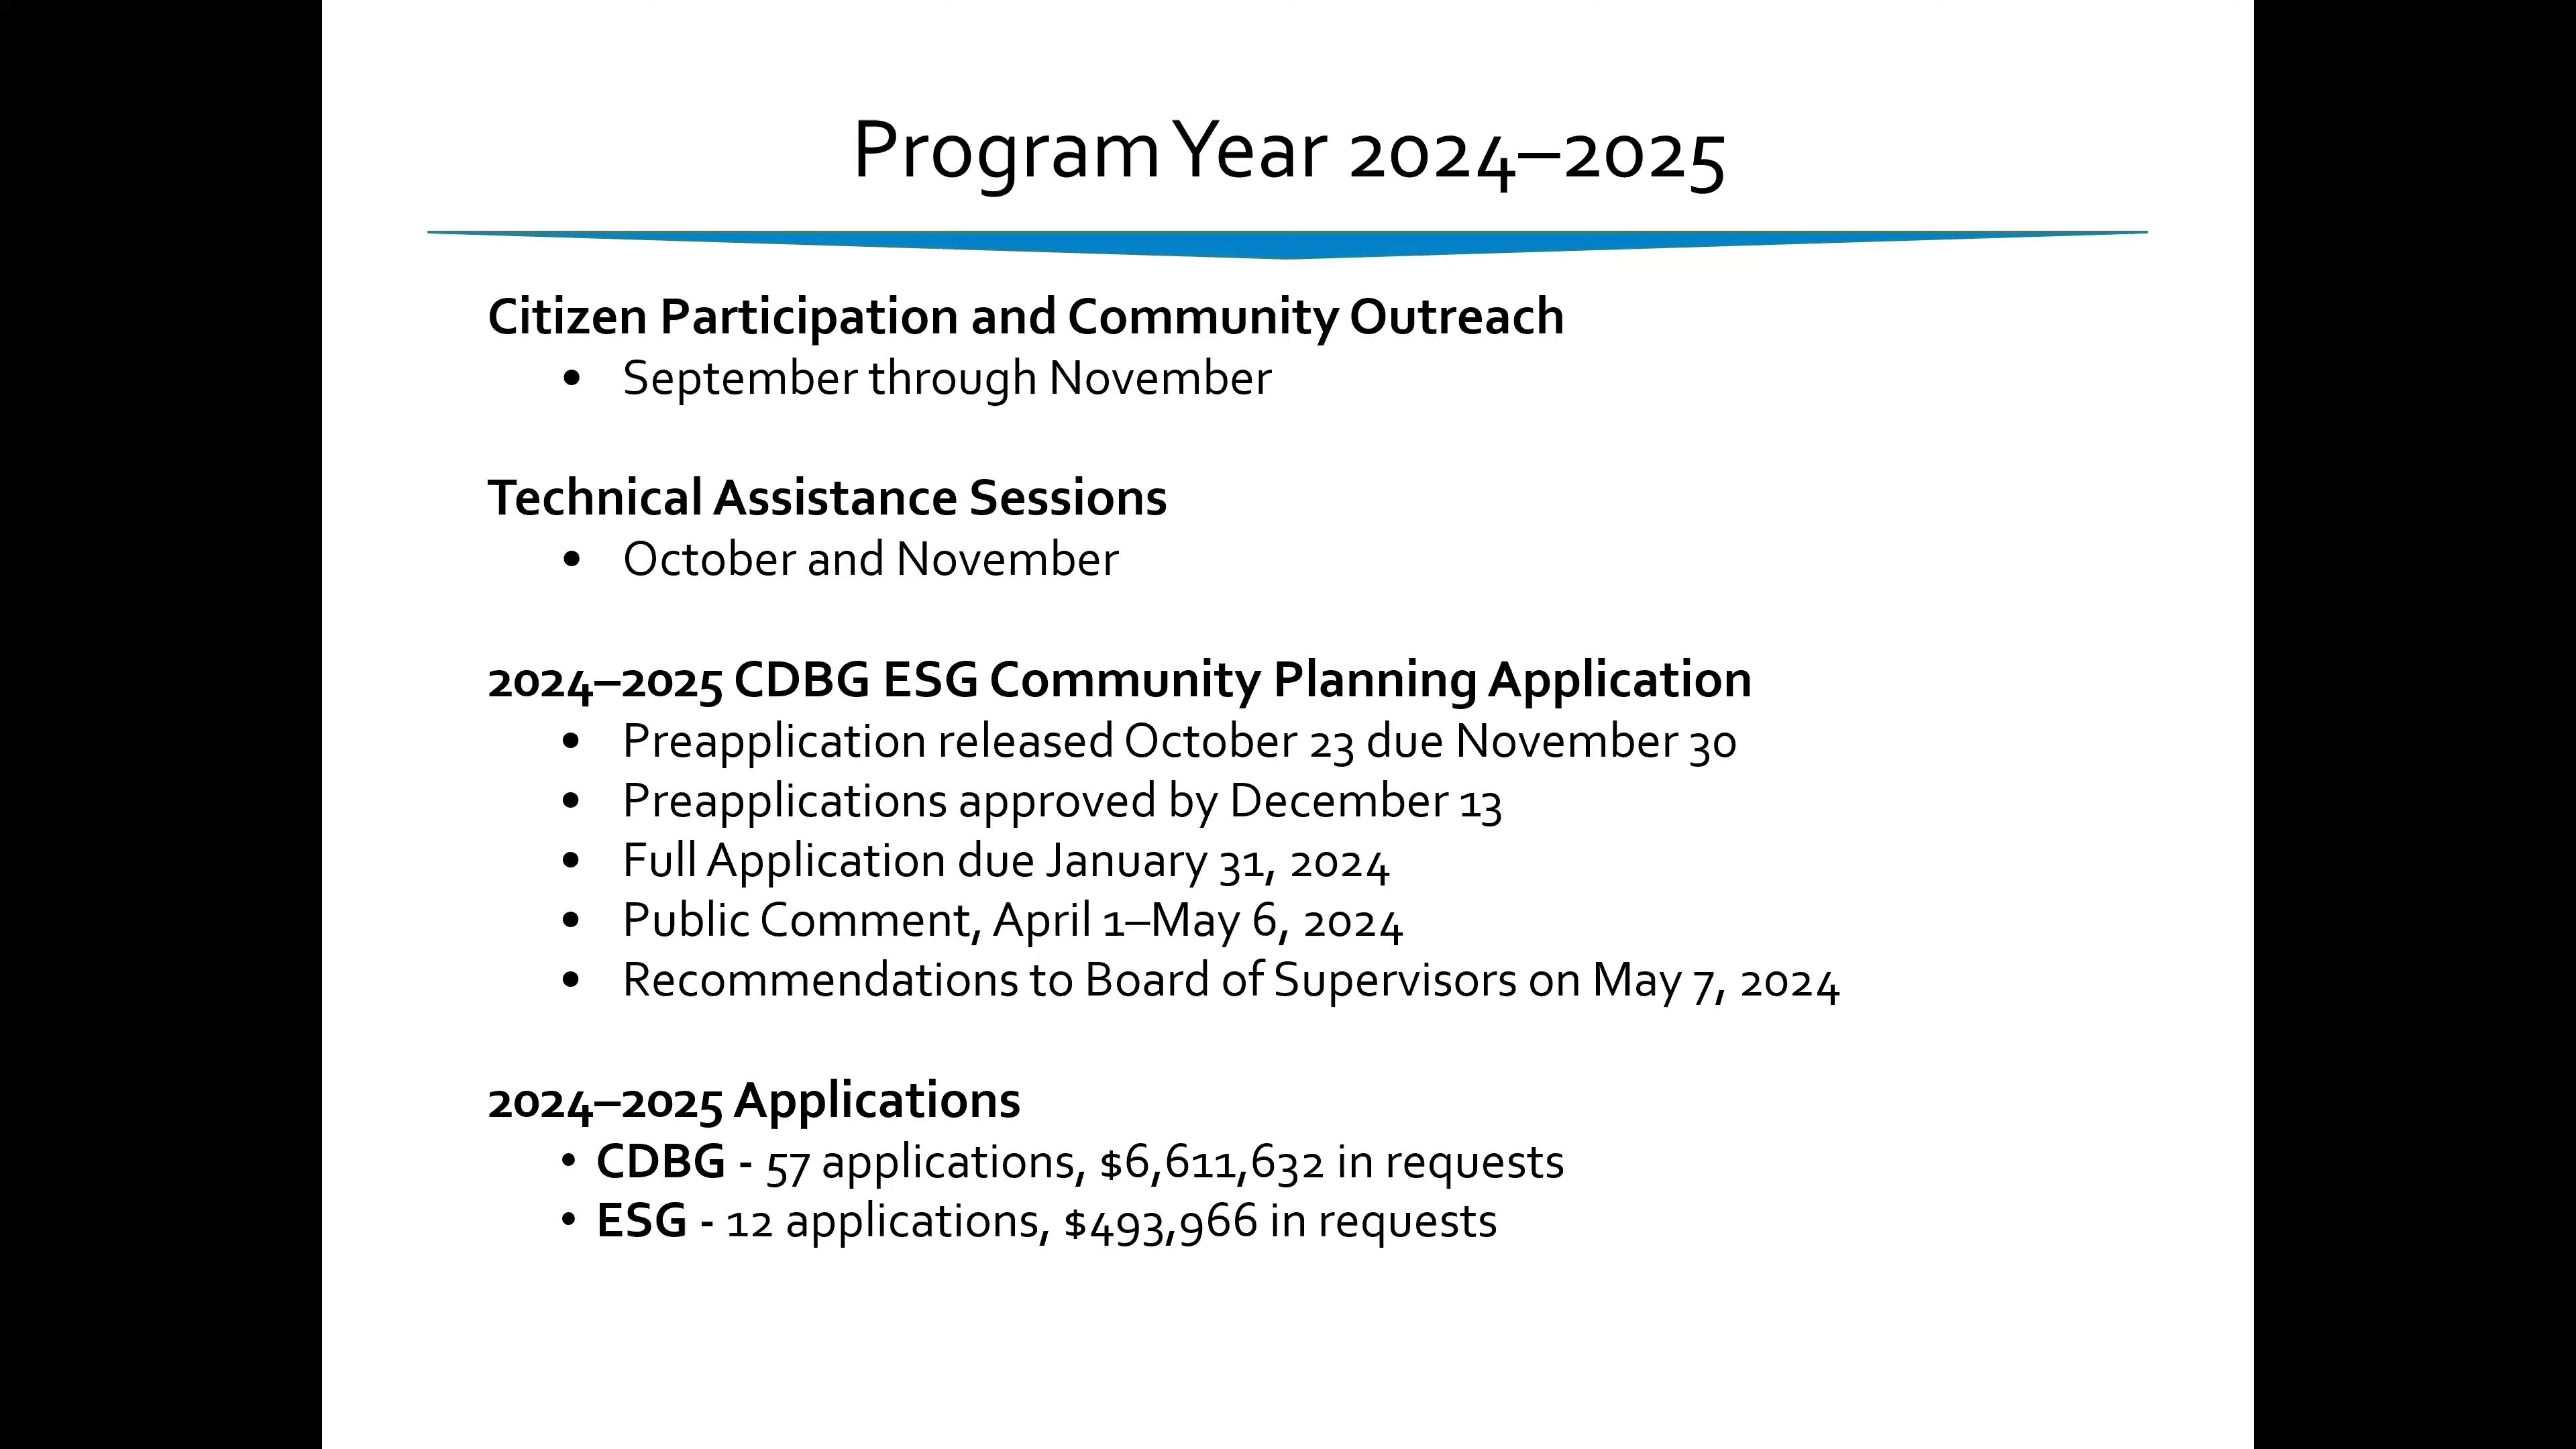 Program Year 2024–2025
Citizen Participation and Community Outreach
• September through November
Technical Assistance Sessions
• October and November
2024–2025 CDBG ESG Community Planning Application
• Preapplication released October 23 due November 30
• Preapplications approved by December 13
• Full Application due January 31, 2024
• Public Comment, April 1–May 6, 2024
• Recommendations to Board of Supervisors on May 7, 2024
2024–2025 Applications
• CDBG - 57 applications, $6,611,632 in requests
• ESG - 12 applications, $493,966 in requests